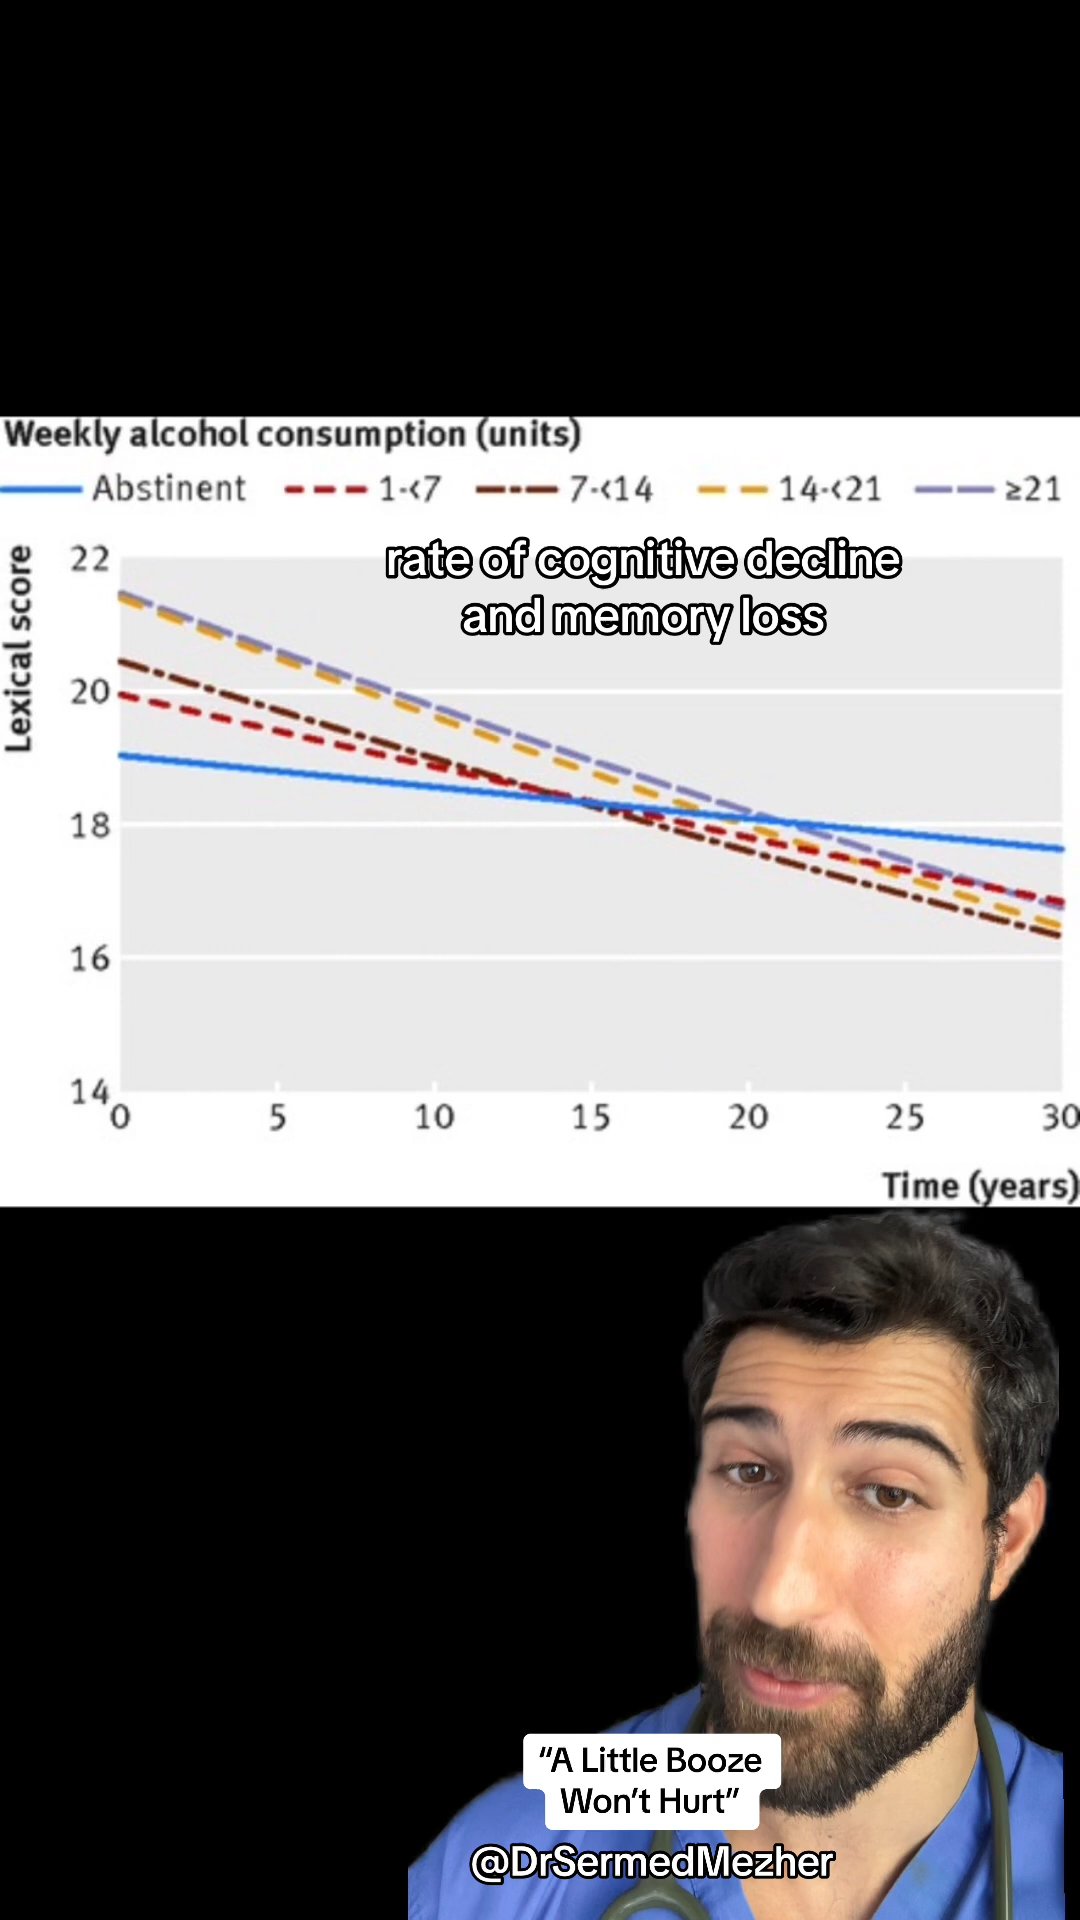 Weekly alcohol consumption (units)
Abstinent 1-<7 7-<14 14-<21 ≥21
rate of cognitive decline
and memory loss
Lexical score
22
20
18
16
14
0 5 10 15 20 25 30
Time (years)
“A Little Booze
Won’t Hurt”
@DrSermedMezher